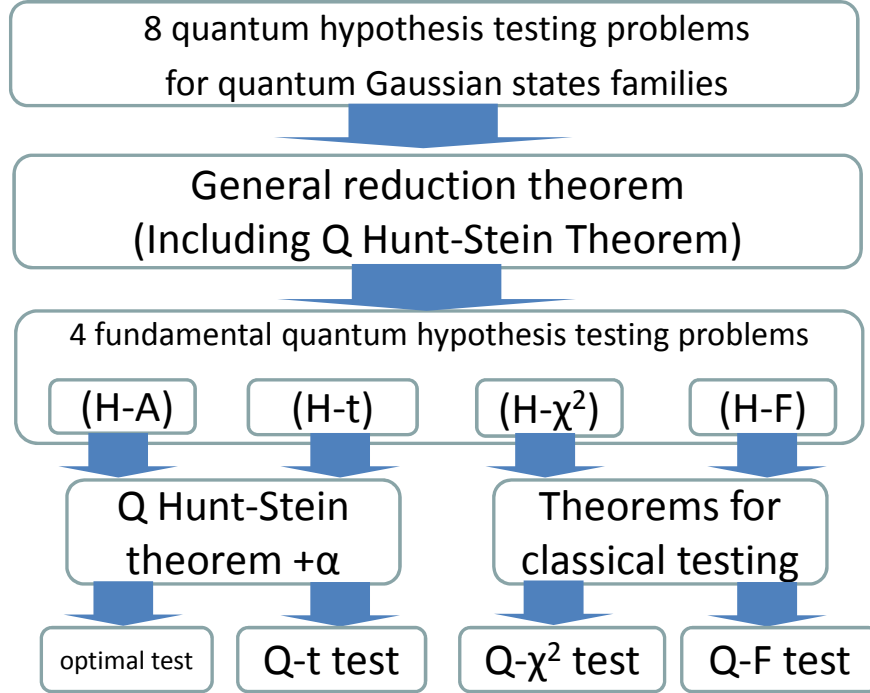 8 quantum hypothesis testing problems
for quantum Gaussian states families
General reduction theorem
(Including Q Hunt-Stein Theorem)
4 fundamental quantum hypothesis testing problems
(H-A) (H-t) (H-χ²) (H-F)
Q Hunt-Stein
theorem +α
Theorems for
classical testing
optimal test
Q-t test
Q-χ² test
Q-F test